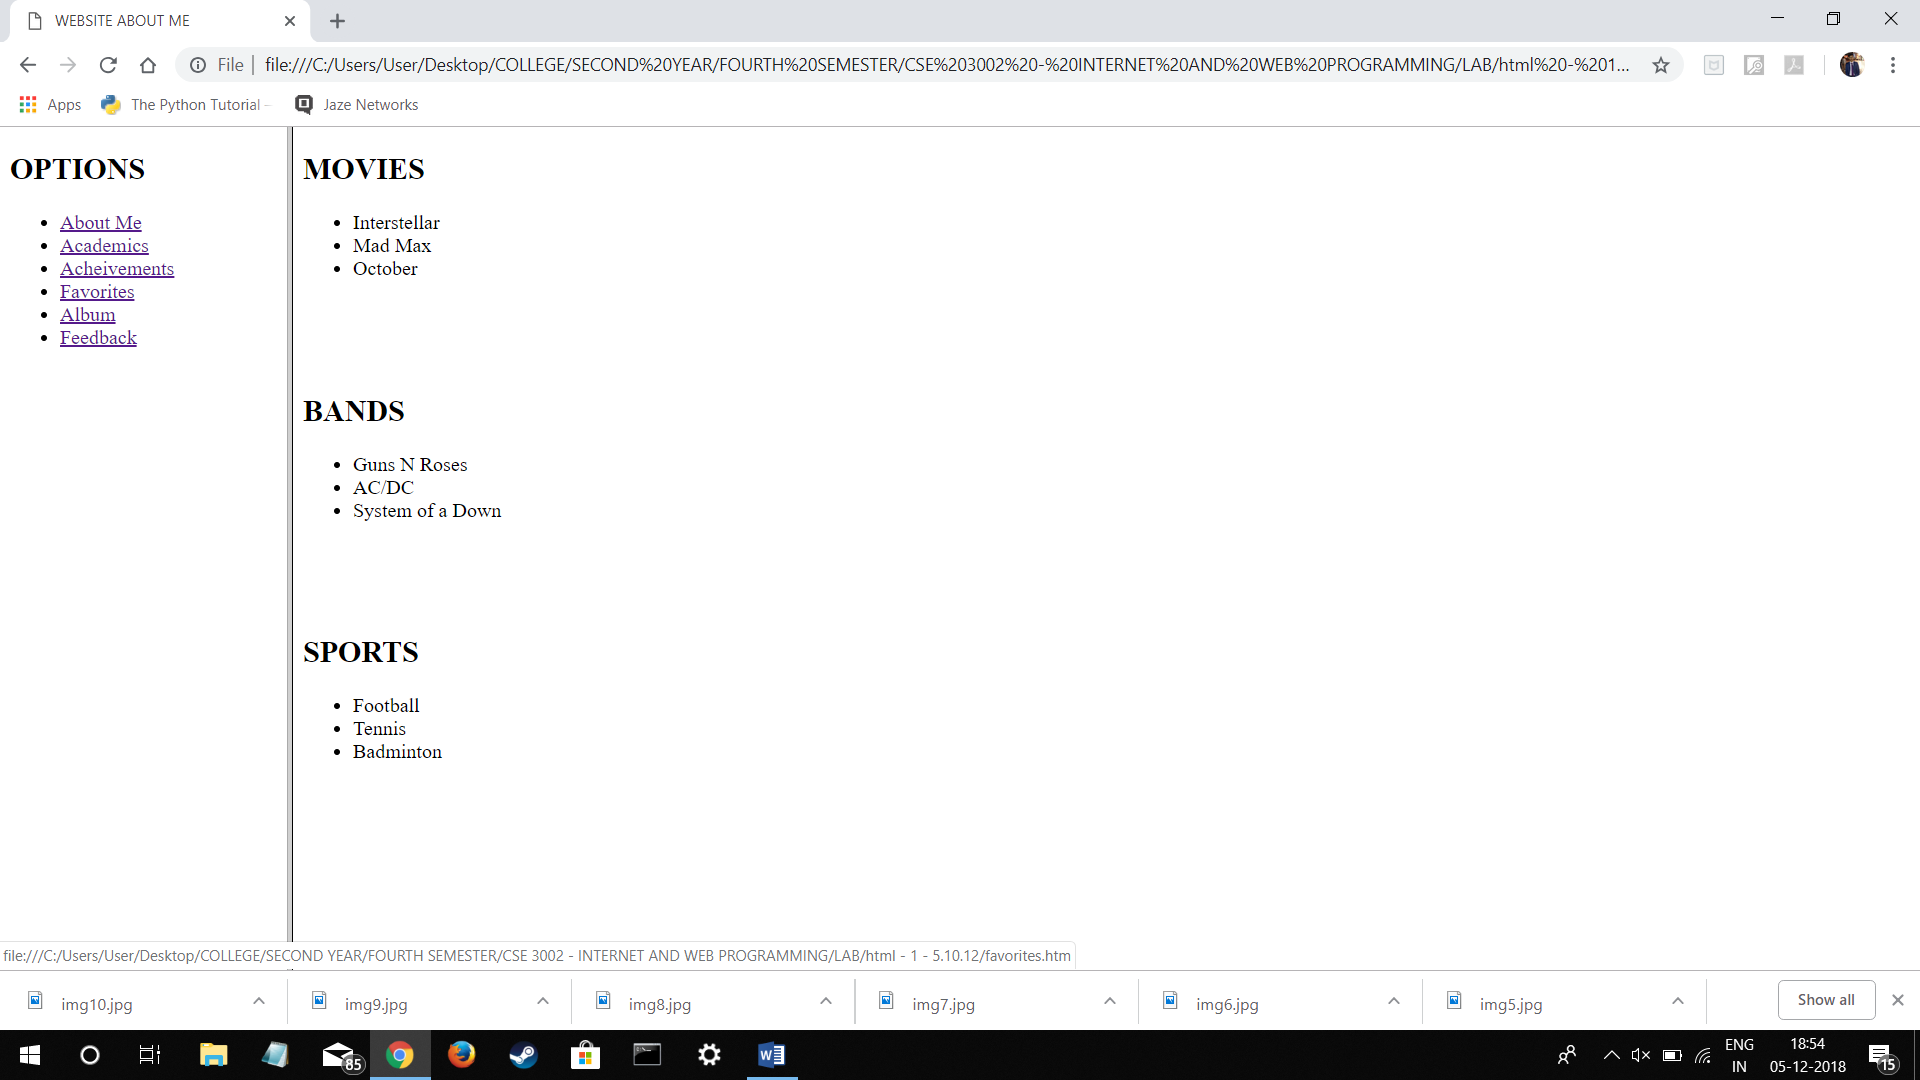 WEBSITE ABOUT ME
File | file:///C:/Users/User/Desktop/COLLEGE/SECOND%20YEAR/FOURTH%20SEMESTER/CSE%203002%20-%20INTERNET%20AND%20WEB%20PROGRAMMING/LAB/html%20-%201...
Apps The Python Tutorial – Jaze Networks
OPTIONS
About Me
Academics
Acheivements
Favorites
Album
Feedback
MOVIES
Interstellar
Mad Max
October
BANDS
Guns N Roses
AC/DC
System of a Down
SPORTS
Football
Tennis
Badminton
file:///C:/Users/User/Desktop/COLLEGE/SECOND YEAR/FOURTH SEMESTER/CSE 3002 - INTERNET AND WEB PROGRAMMING/LAB/html - 1 - 5.10.12/favorites.htm
img10.jpg img9.jpg img8.jpg img7.jpg img6.jpg img5.jpg Show all
85
ENG 18:54
IN 05-12-2018 15